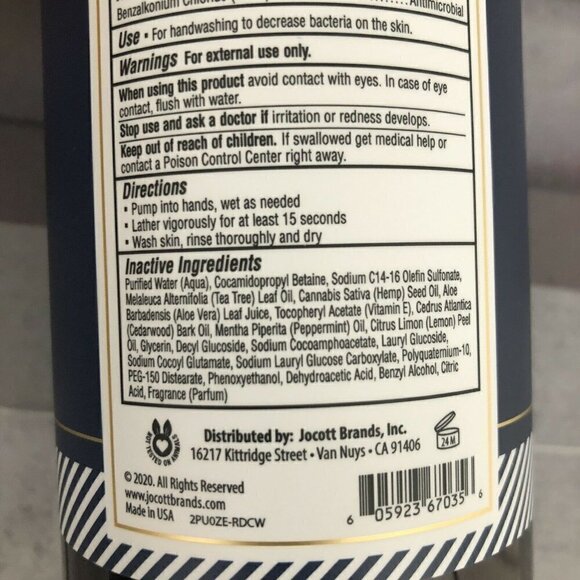 Benzalkonium Antimicrobial
Use • For handwashing to decrease bacteria on the skin.
Warnings For external use only.
When using this product avoid contact with eyes. In case of eye
contact, flush with water.
Stop use and ask a doctor if irritation or redness develops.
Keep out of reach of children. If swallowed get medical help or
contact a Poison Control Center right away.
Directions
• Pump into hands, wet as needed
• Lather vigorously for at least 15 seconds
• Wash skin, rinse thoroughly and dry
Inactive Ingredients
Purified Water (Aqua), Cocamidopropyl Betaine, Sodium C14-16 Olefin Sulfonate,
Melaleuca Alternifolia (Tea Tree) Leaf Oil, Cannabis Sativa (Hemp) Seed Oil, Aloe
Barbadensis (Aloe Vera) Leaf Juice, Tocopheryl Acetate (Vitamin E), Cedrus Atlantica
(Cedarwood) Bark Oil, Mentha Piperita (Peppermint) Oil, Citrus Limon (Lemon) Peel
Oil, Glycerin, Decyl Glucoside, Sodium Cocoamphoacetate, Lauryl Glucoside,
Sodium Cocoyl Glutamate, Sodium Lauryl Glucose Carboxylate, Polyquaternium-10,
PEG-150 Distearate, Phenoxyethanol, Dehydroacetic Acid, Benzyl Alcohol, Citric
Acid, Fragrance (Parfum)
NOT TESTED ON ANIMALS
Distributed by: Jocott Brands, Inc.
16217 Kittridge Street • Van Nuys • CA 91406
24 M
© 2020. All Rights Reserved
www.jocottbrands.com
Made in USA 2PU0ZE-RDCW
6 05923 67035 6